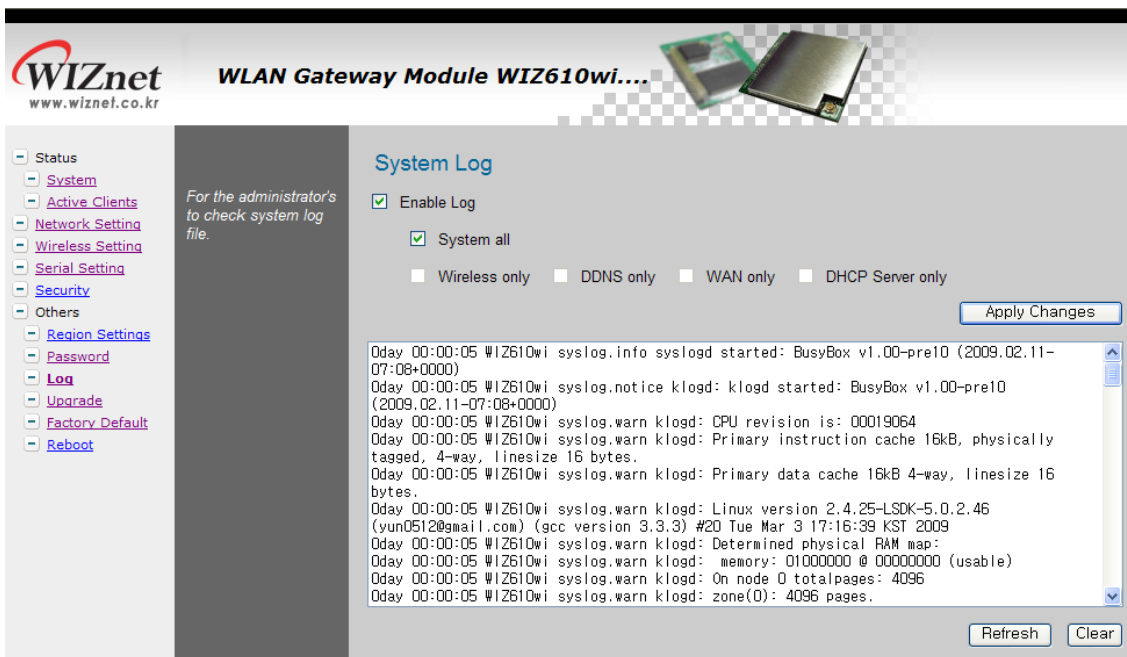 WIZnet
www.wiznet.co.kr
WLAN Gateway Module WIZ610wi....
Status
System
Active Clients
Network Setting
Wireless Setting
Serial Setting
Security
Others
Region Settings
Password
Log
Upgrade
Factory Default
Reboot
For the administrator's
to check system log
file.
System Log
Enable Log
System all
Wireless only DDNS only WAN only DHCP Server only
Apply Changes
0day 00:00:05 WIZ610wi syslog.info syslogd started: BusyBox v1.00-pre10 (2009.02.11-
07:08+0000)
0day 00:00:05 WIZ610wi syslog.notice klogd: klogd started: BusyBox v1.00-pre10
(2009.02.11-07:08+0000)
0day 00:00:05 WIZ610wi syslog.warn klogd: CPU revision is: 00019064
0day 00:00:05 WIZ610wi syslog.warn klogd: Primary instruction cache 16kB, physically
tagged, 4-way, linesize 16 bytes.
0day 00:00:05 WIZ610wi syslog.warn klogd: Primary data cache 16kB 4-way, linesize 16
bytes.
0day 00:00:05 WIZ610wi syslog.warn klogd: Linux version 2.4.25-LSDK-5.0.2.46
(yun0512@gmail.com) (gcc version 3.3.3) #20 Tue Mar 3 17:16:39 KST 2009
0day 00:00:05 WIZ610wi syslog.warn klogd: Determined physical RAM map:
0day 00:00:05 WIZ610wi syslog.warn klogd:  memory: 01000000 @ 00000000 (usable)
0day 00:00:05 WIZ610wi syslog.warn klogd: On node 0 totalpages: 4096
0day 00:00:05 WIZ610wi syslog.warn klogd: zone(0): 4096 pages.
Refresh Clear